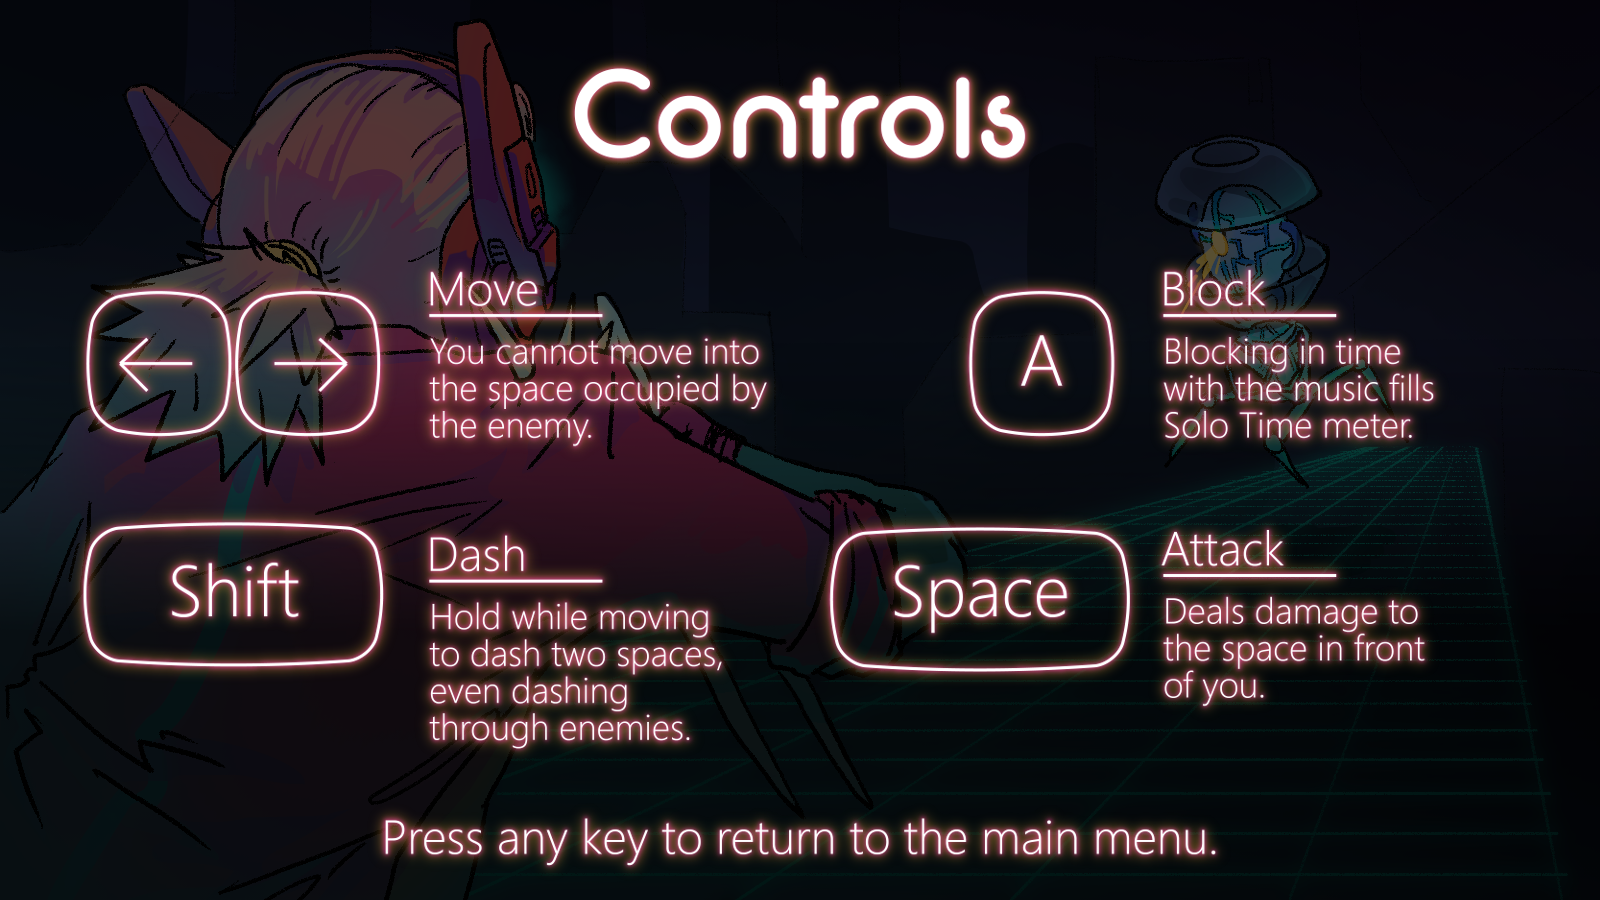 Controls
← →
Move
You cannot move into
the space occupied by
the enemy.
A
Block
Blocking in time
with the music fills
Solo Time meter.
Shift
Dash
Hold while moving
to dash two spaces,
even dashing
through enemies.
Space
Attack
Deals damage to
the space in front
of you.
Press any key to return to the main menu.